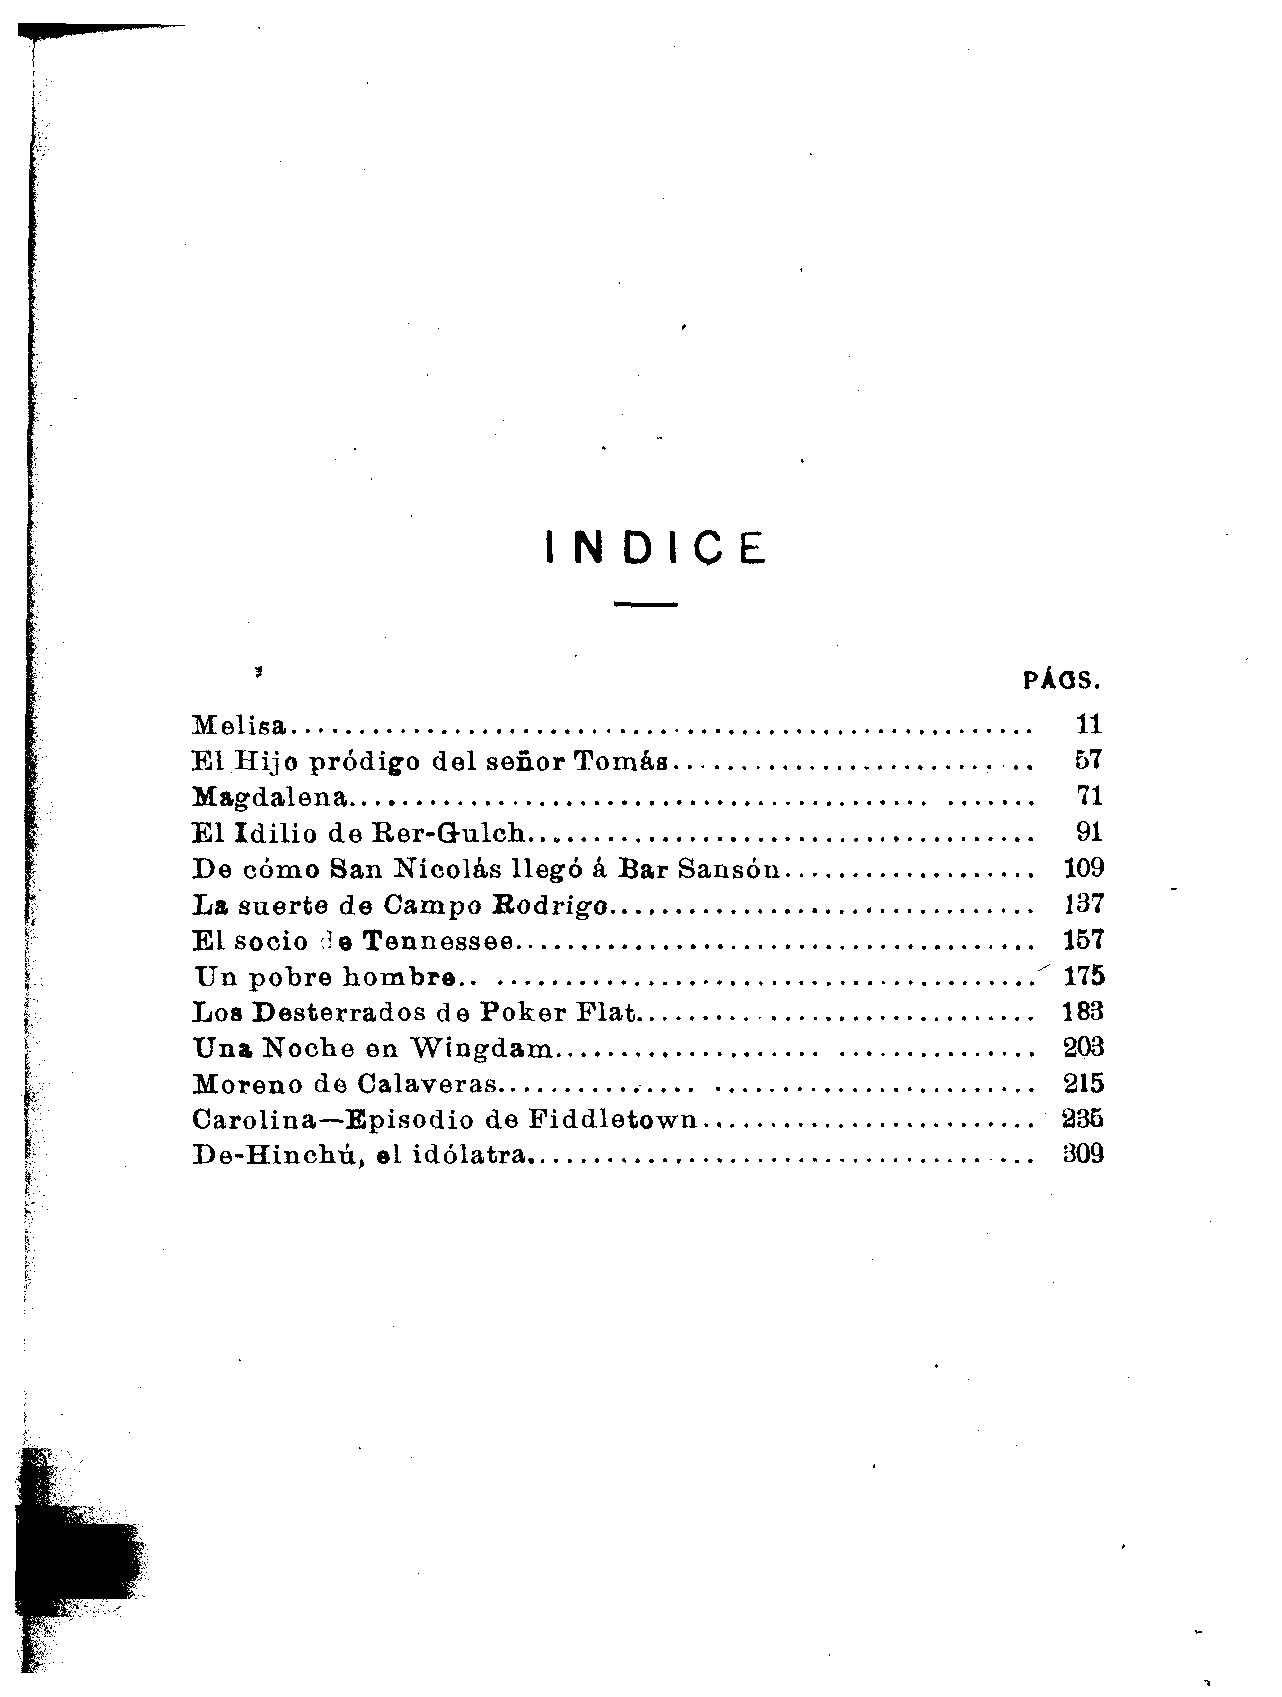 INDICE
PÁGS.
Melisa........................................................ 11
El Hijo pródigo del señor Tomás........................... 57
Magdalena.................................................. 71
El Idilio de Rer-Gulch...................................... 91
De cómo San Nicolás llegó á Bar Sansón................... 109
La suerte de Campo Rodrigo................................ 137
El socio de Tennessee....................................... 157
Un pobre hombre.. ........................................ 175
Los Desterrados de Poker Flat.............................. 183
Una Noche en Wingdam.................... ............... 203
Moreno de Calaveras............... ........................ 215
Carolina—Episodio de Fiddletown......................... 235
De-Hinchú, el idólatra...................................... 309